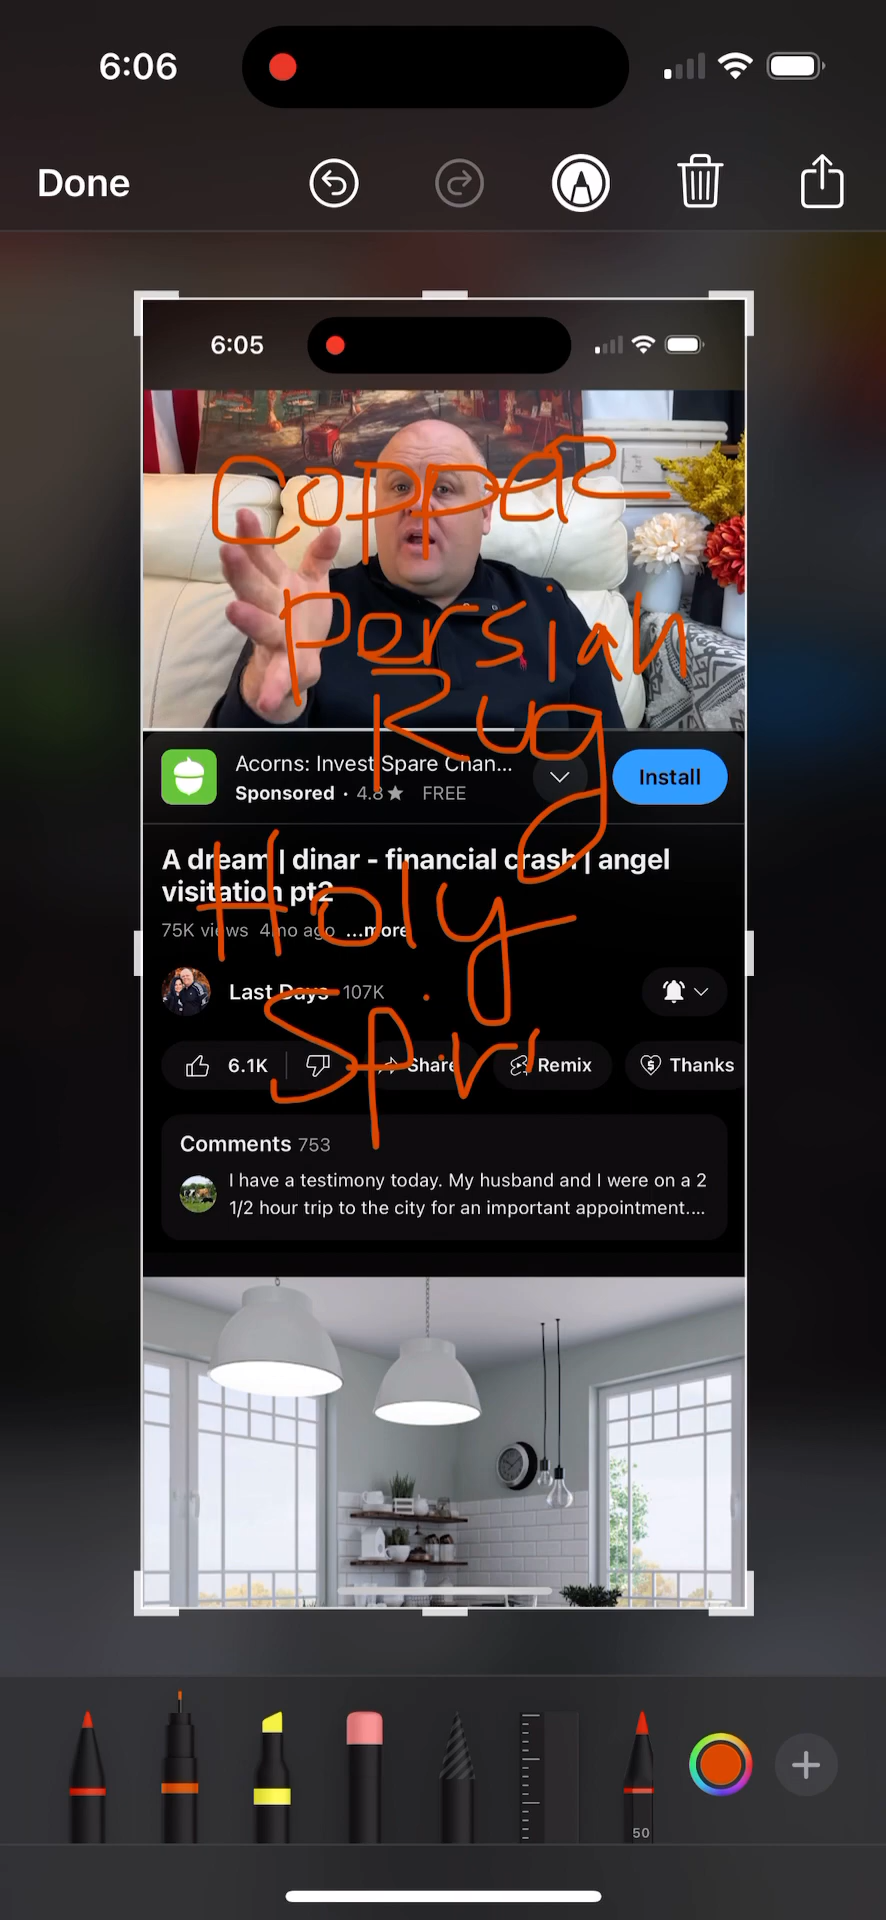 6:06
Done
6:05
Copper
Persian
Rug
Acorns: Invest Spare Chan...
Sponsored · 4.8★ FREE
Install
A dream | dinar - financial crash | angel
visitation pt2
Holy
75K views 4mo ago ...more
Last Days 107K
Spiri
6.1K Share Remix Thanks
Comments 753
I have a testimony today. My husband and I were on a 2
1/2 hour trip to the city for an important appointment....
50